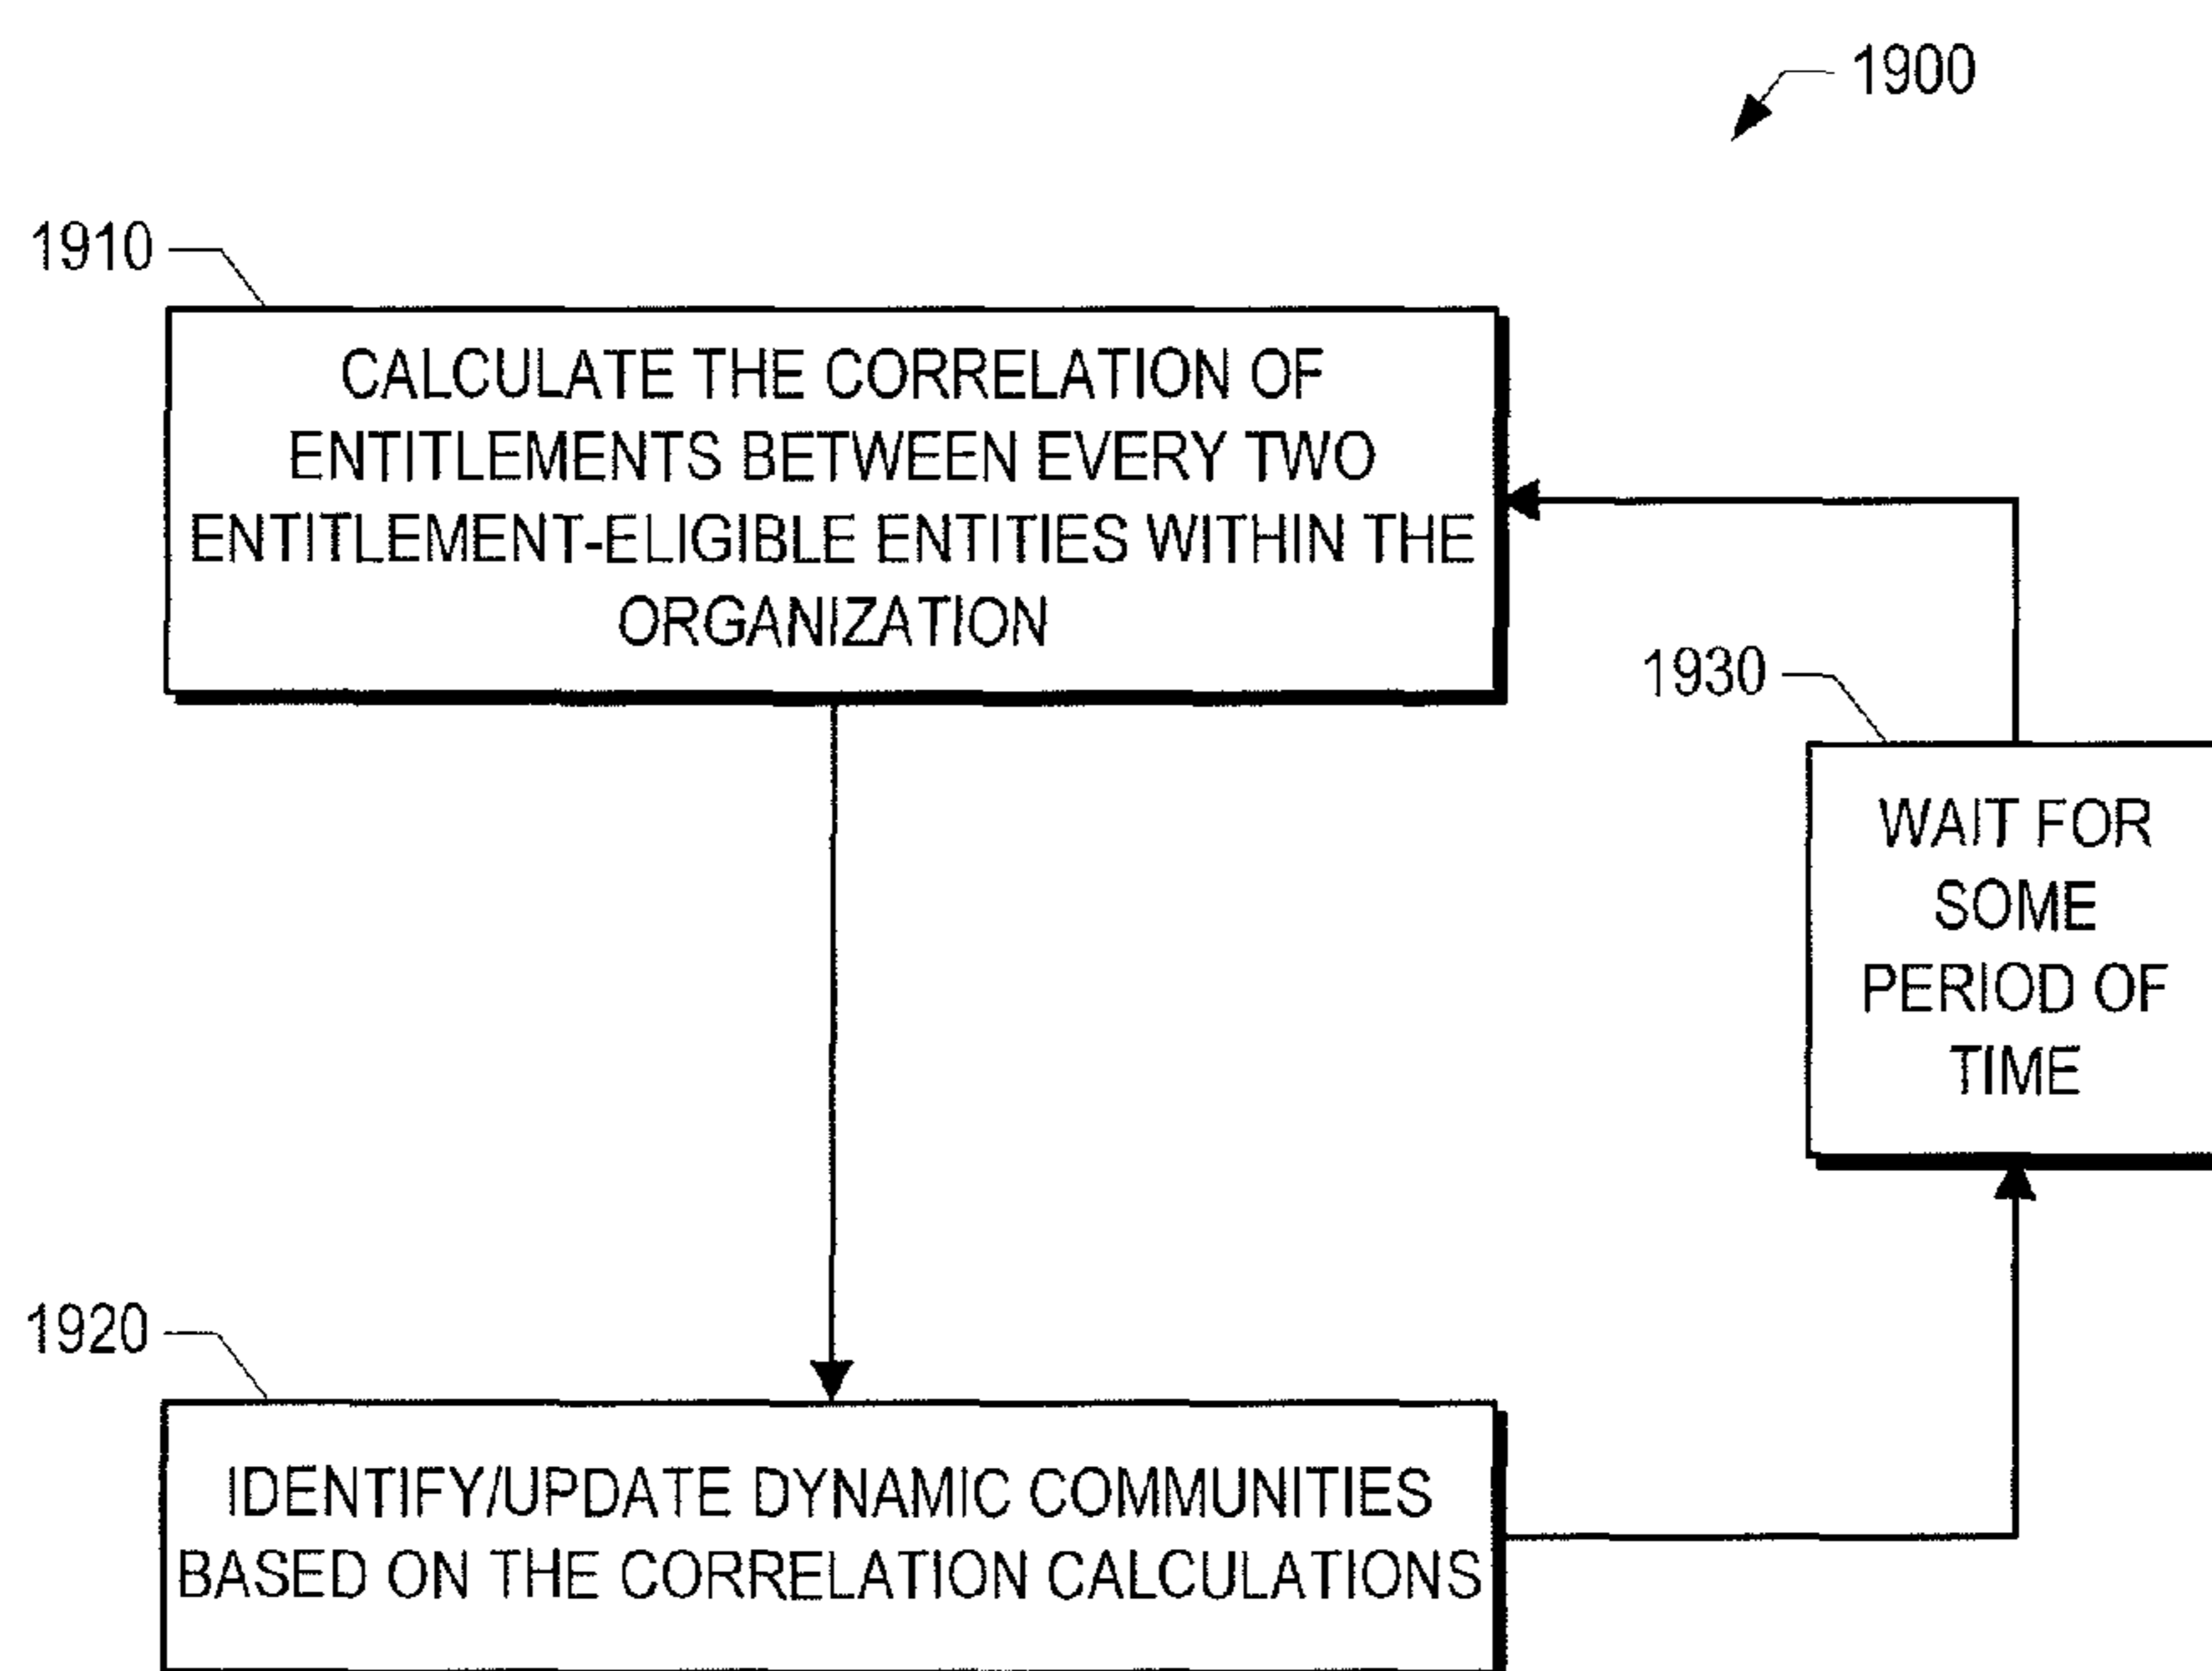 1900
1910
CALCULATE THE CORRELATION OF
ENTITLEMENTS BETWEEN EVERY TWO
ENTITLEMENT-ELIGIBLE ENTITIES WITHIN THE
ORGANIZATION
1930
WAIT FOR
SOME
PERIOD OF
TIME
1920
IDENTIFY/UPDATE DYNAMIC COMMUNITIES
BASED ON THE CORRELATION CALCULATIONS